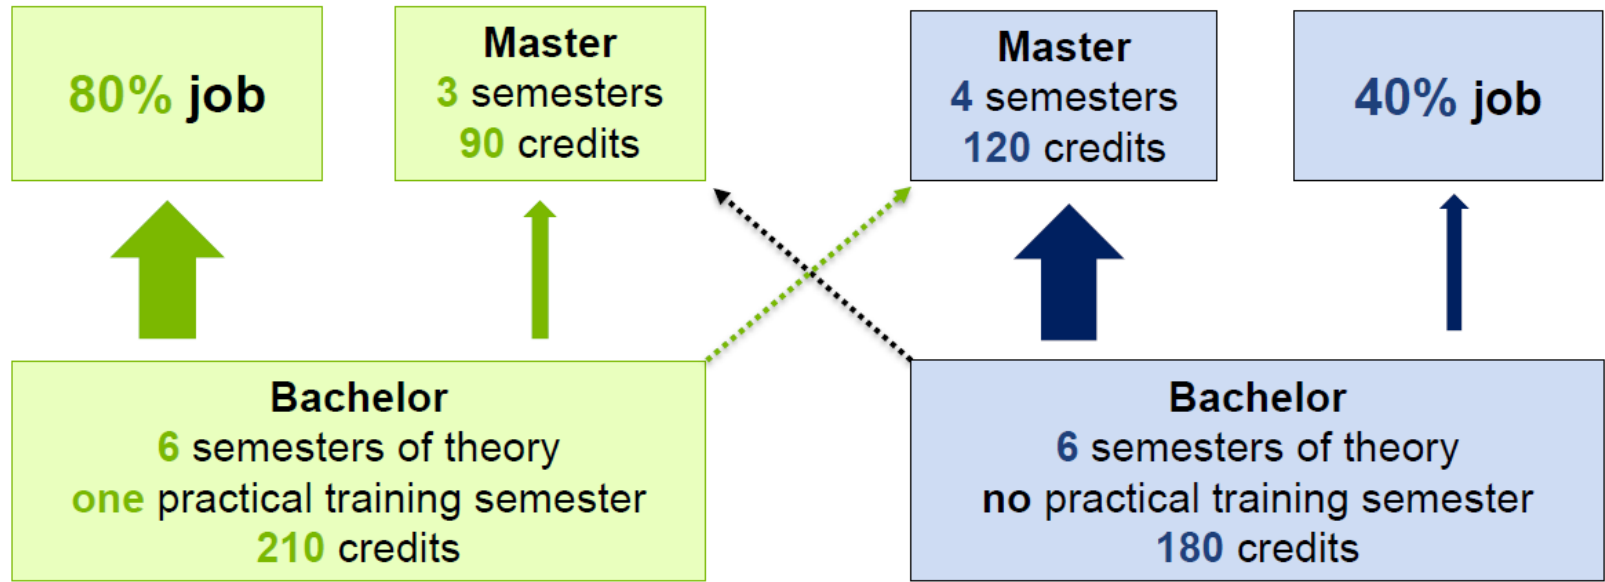 80% job
Master
3 semesters
90 credits
Master
4 semesters
120 credits
40% job
Bachelor
6 semesters of theory
one practical training semester
210 credits
Bachelor
6 semesters of theory
no practical training semester
180 credits